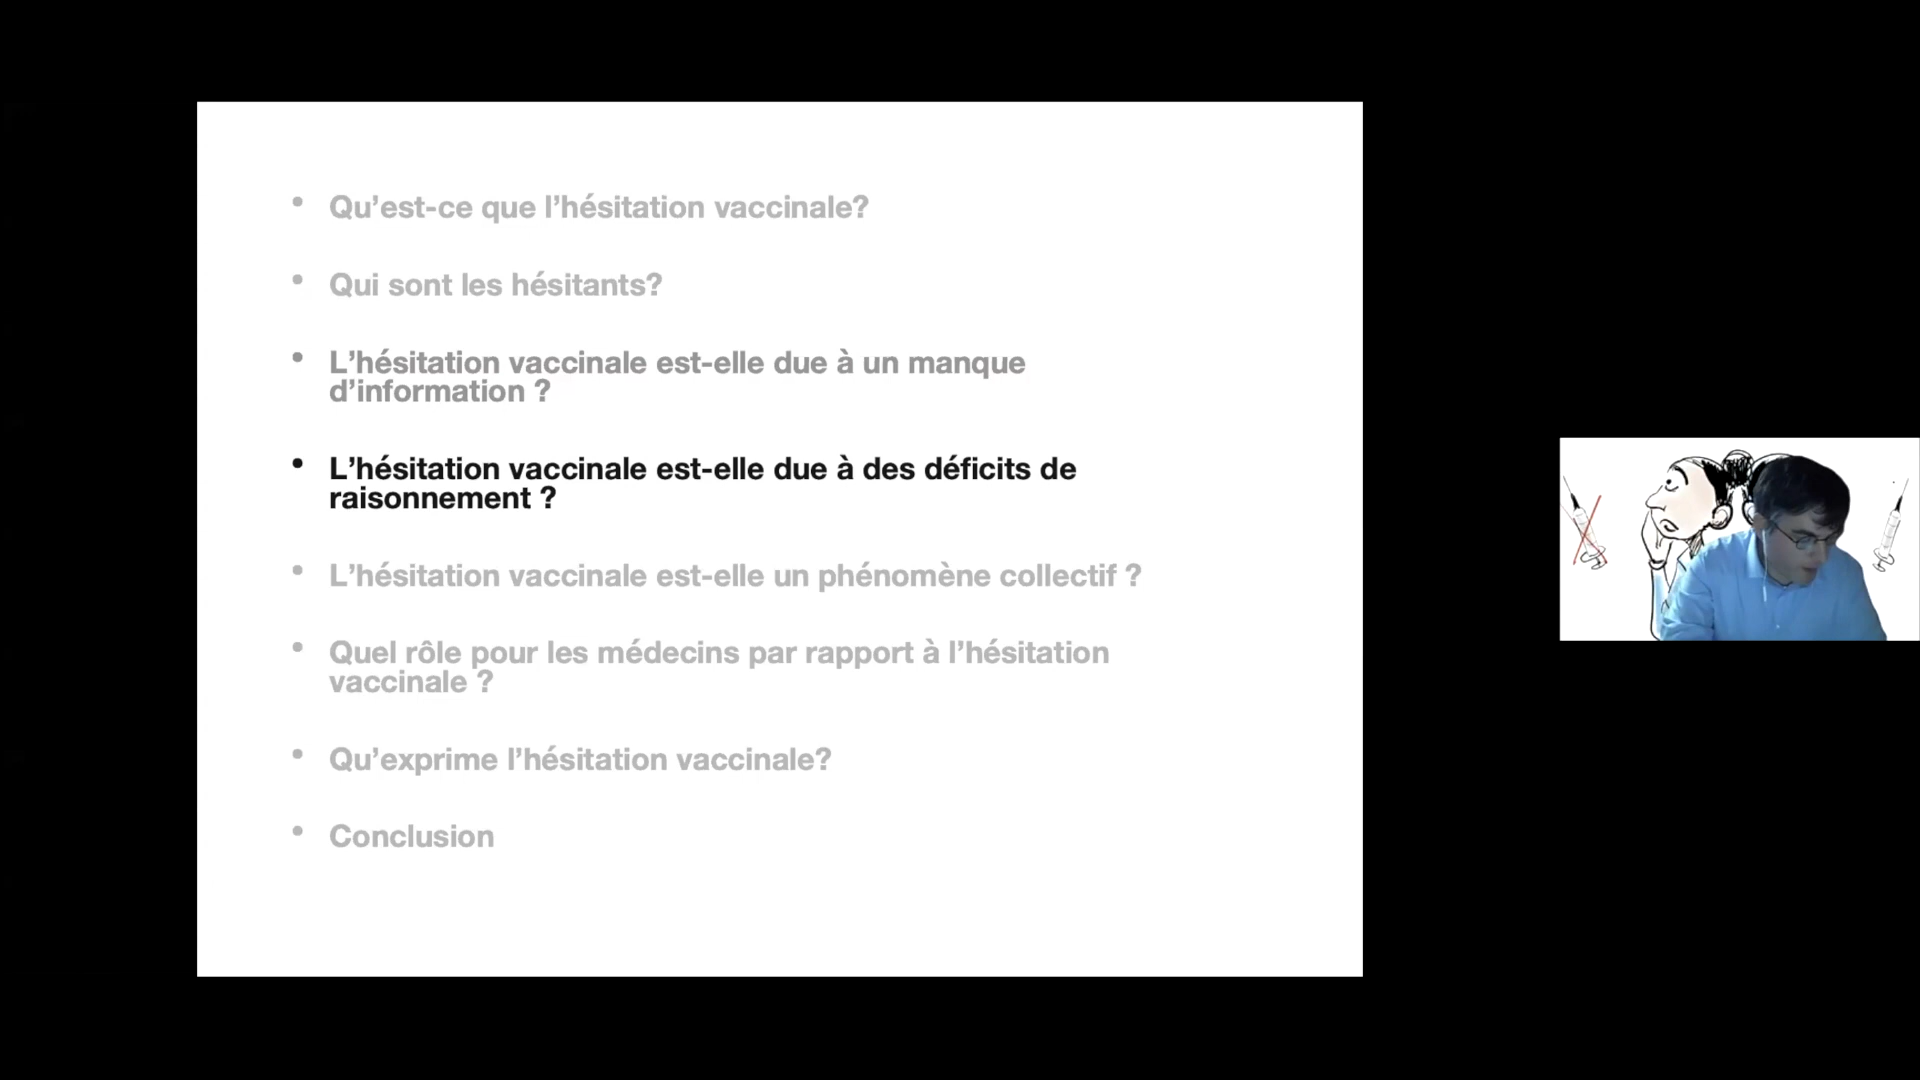 • Qu’est-ce que l’hésitation vaccinale?
• Qui sont les hésitants?
• L’hésitation vaccinale est-elle due à un manque
d’information ?
• L’hésitation vaccinale est-elle due à des déficits de
raisonnement ?
• L’hésitation vaccinale est-elle un phénomène collectif ?
• Quel rôle pour les médecins par rapport à l’hésitation
vaccinale ?
• Qu’exprime l’hésitation vaccinale?
• Conclusion